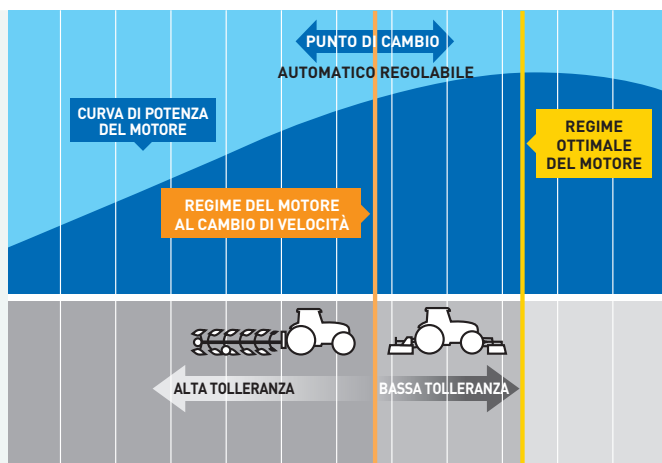 PUNTO DI CAMBIO
AUTOMATICO REGOLABILE
CURVA DI POTENZA
DEL MOTORE
REGIME
OTTIMALE
DEL MOTORE
REGIME DEL MOTORE
AL CAMBIO DI VELOCITÀ
ALTA TOLLERANZA
BASSA TOLLERANZA